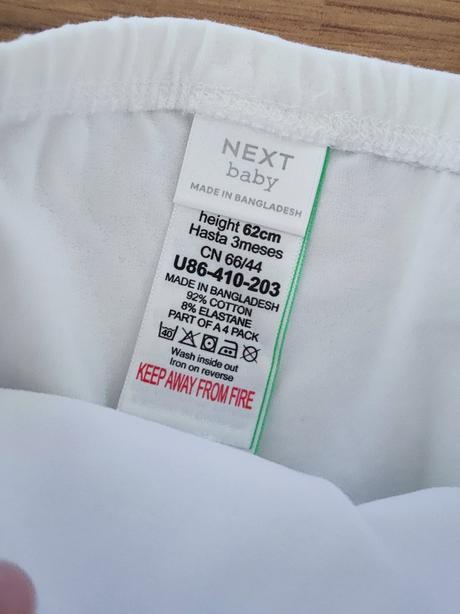 NEXT
baby
MADE IN BANGLADESH
height 62cm
Hasta 3meses
CN 66/44
U86-410-203
MADE IN BANGLADESH
92% COTTON
8% ELASTANE
PART OF A 4 PACK
40
Wash inside out
Iron on reverse
KEEP AWAY FROM FIRE